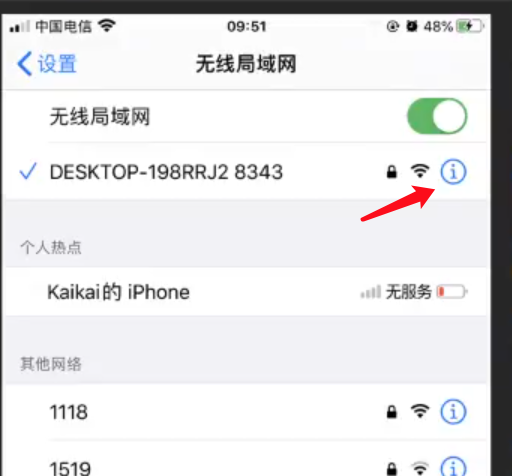 中国电信 09:51 48%
设置 无线局域网
无线局域网
DESKTOP-198RRJ2 8343
个人热点
Kaikai的 iPhone 无服务
其他网络
1118
1519